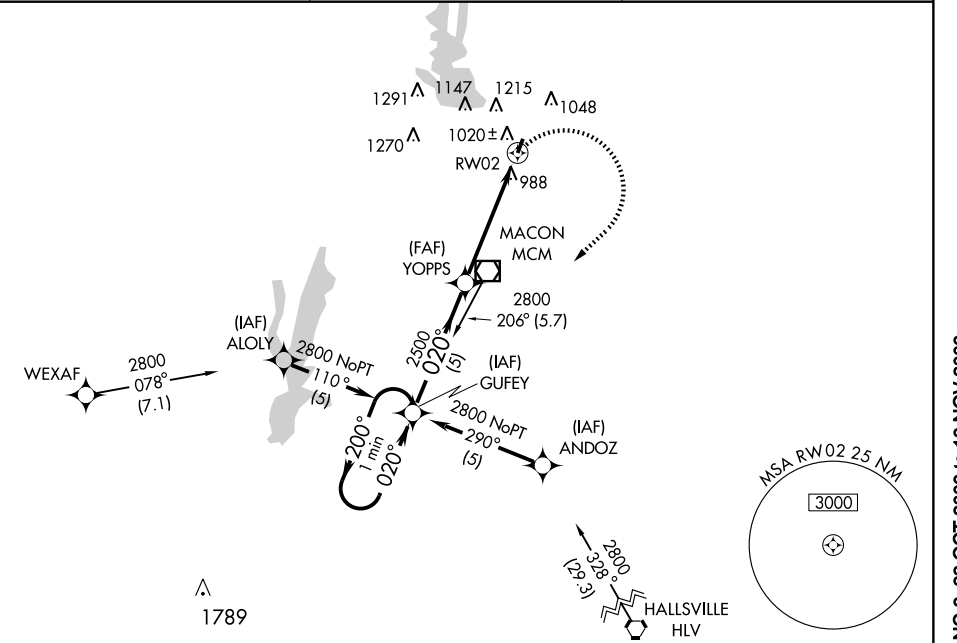 1291
1147
1215
1048
1270
1020±
RW02
988
MACON
MCM
(FAF)
YOPPS
2800
206° (5.7)
(IAF)
ALOLY
2800 NoPT
110°
(5)
2500
020°
(5)
(IAF)
GUFEY
WEXAF
2800
078°
(7.1)
2800 NoPT
290°
(5)
(IAF)
ANDOZ
200°
1 min
020°
MSA RW02 25 NM
3000
2800
328°
(29.3)
HALLSVILLE
HLV
1789